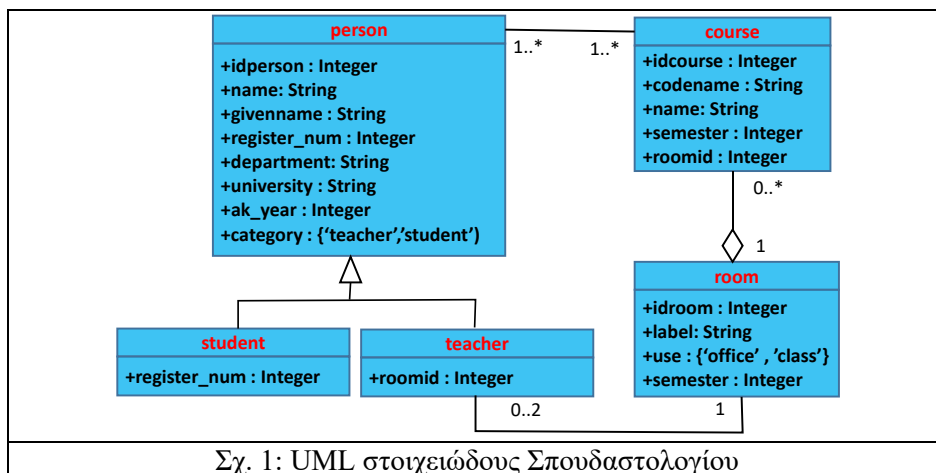 person
+idperson : Integer
+name: String
+givenname : String
+register_num : Integer
+department: String
+university : String
+ak_year : Integer
+category : {‘teacher’,’student’)
1..*
1..*
course
+idcourse : Integer
+codename : String
+name: String
+semester : Integer
+roomid : Integer
0..*
1
room
+idroom : Integer
+label: String
+use : {‘office’ , ’class’}
+semester : Integer
student
+register_num : Integer
teacher
+roomid : Integer
0..2
1
Σχ. 1: UML στοιχειώδους Σπουδαστολογίου